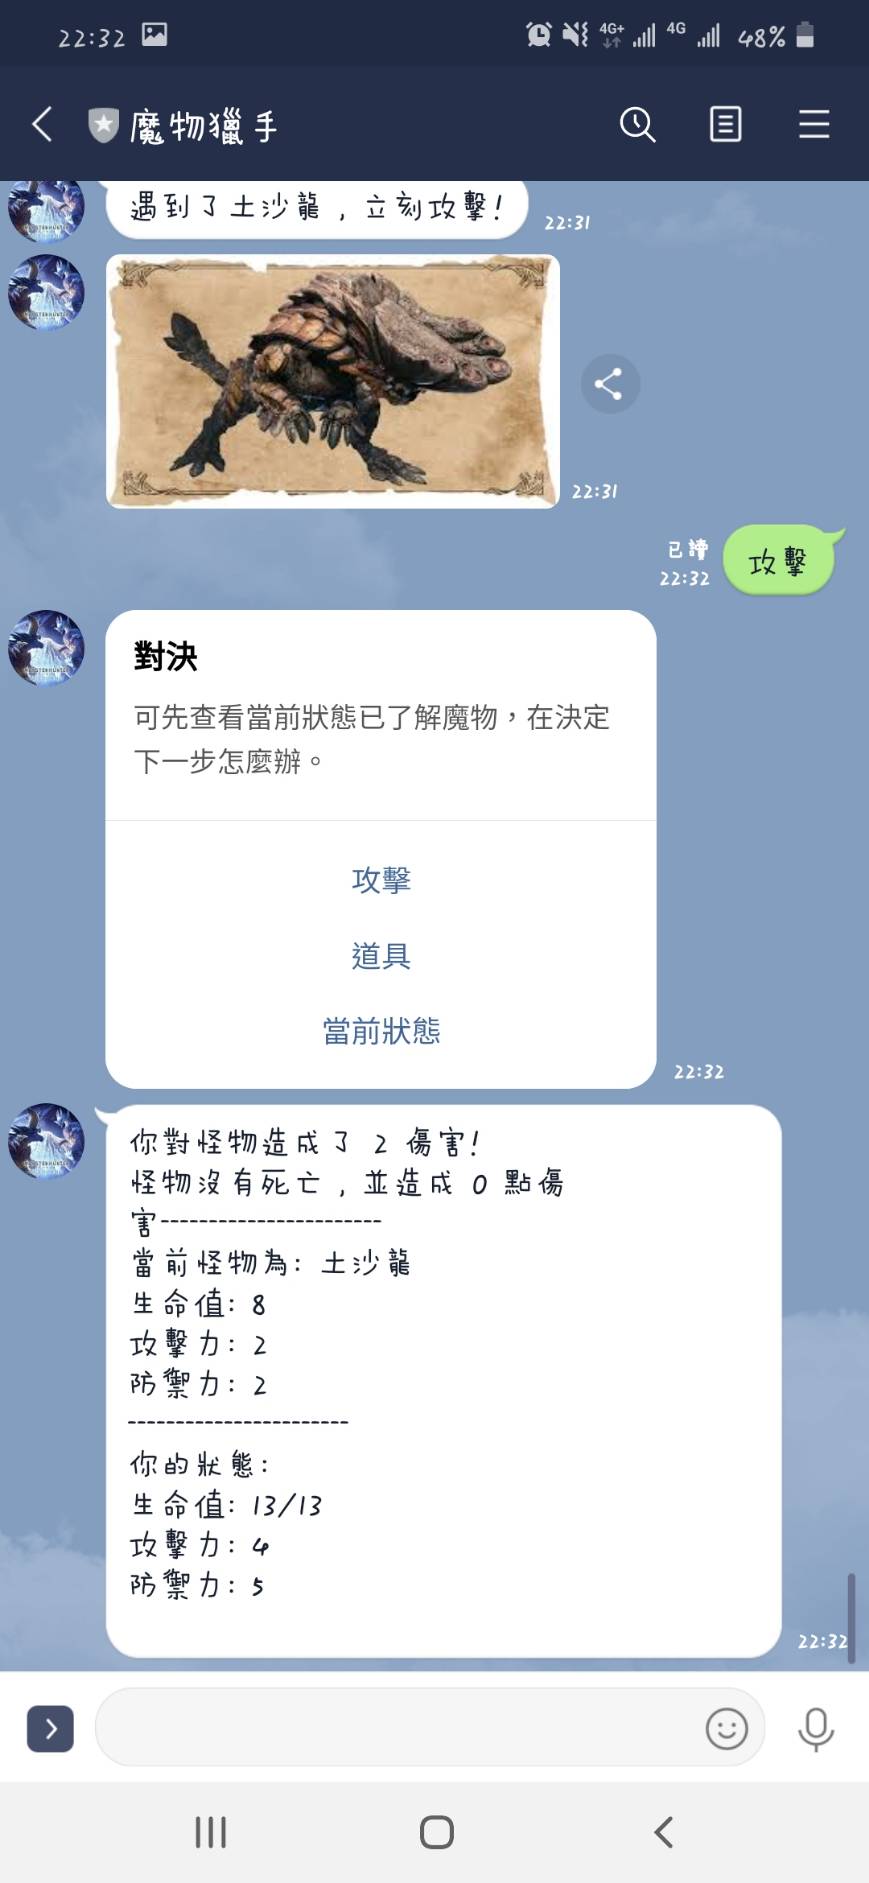 22:32
4G+ 4G 48%
魔物獵手
遇到了土沙龍，立刻攻擊!
22:31
22:31
已讀
22:32
攻擊
對決
可先查看當前狀態已了解魔物，在決定
下一步怎麼辦。
攻擊
道具
當前狀態
22:32
你對怪物造成了 2 傷害!
怪物沒有死亡，並造成 0 點傷
害-----------------------
當前怪物為: 土沙龍
生命值: 8
攻擊力: 2
防禦力: 2
-----------------------
你的狀態:
生命值: 13/13
攻擊力: 4
防禦力: 5
22:32